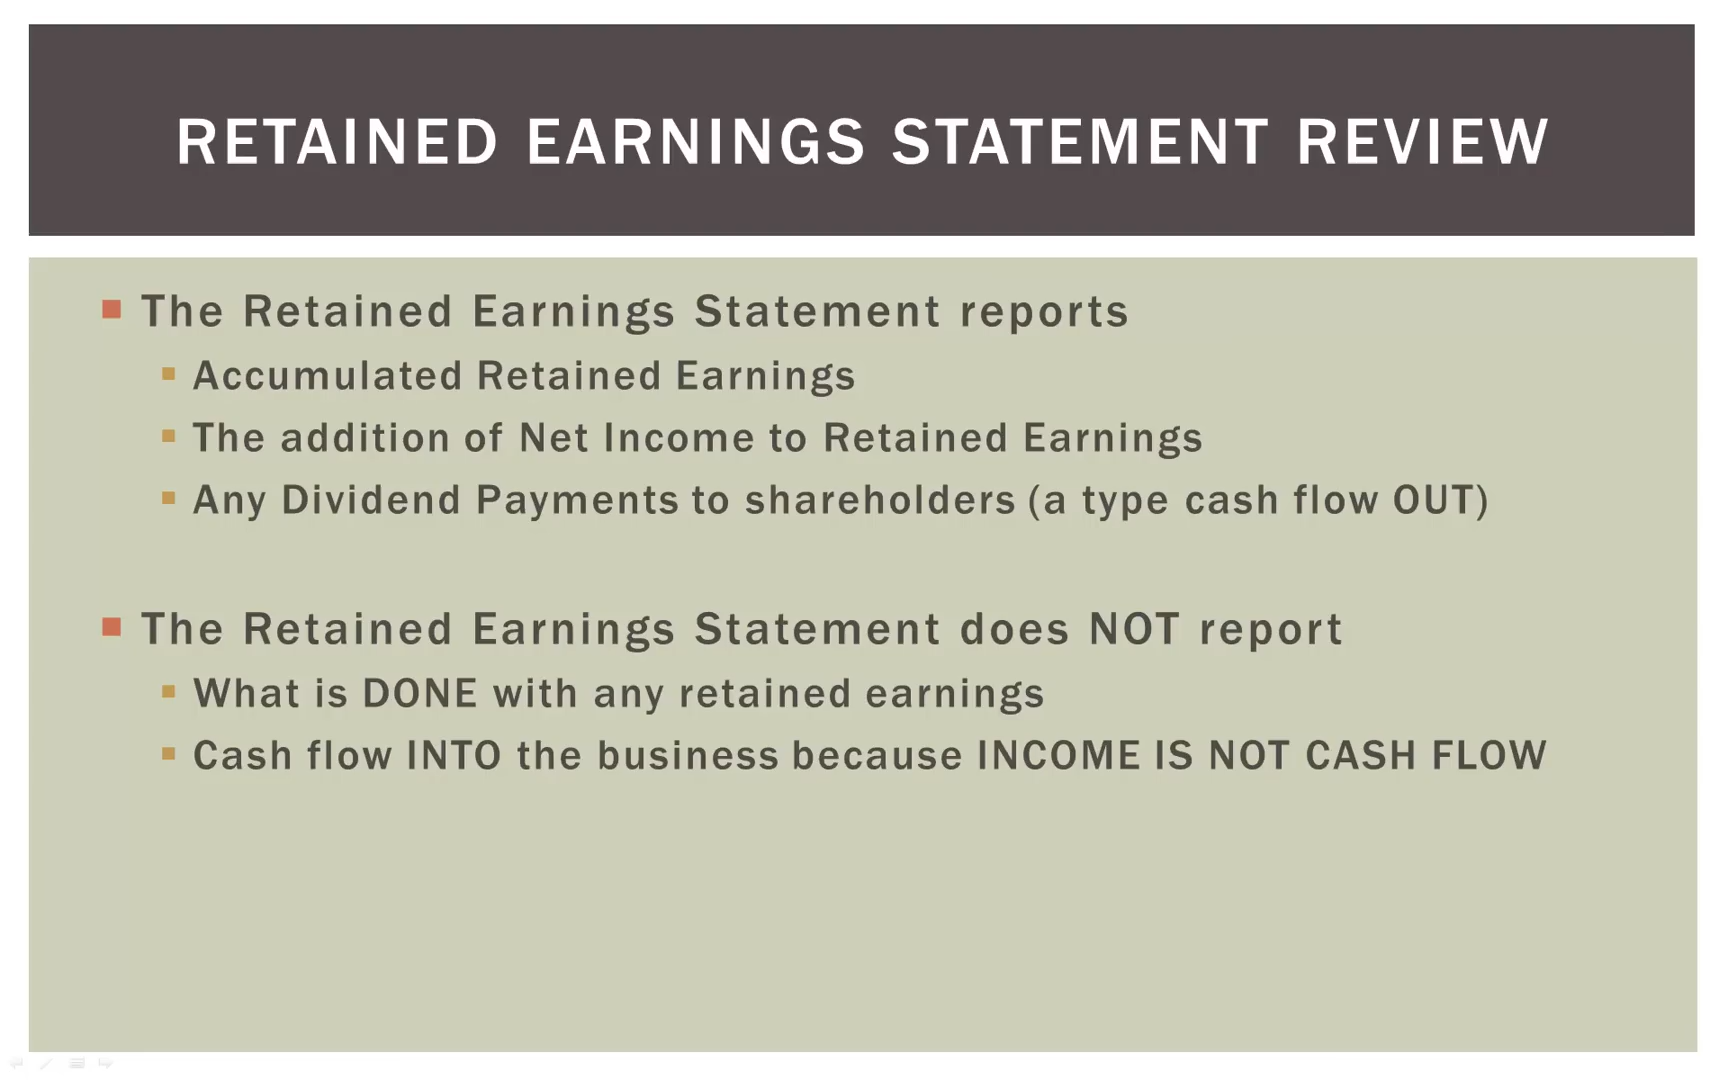 RETAINED EARNINGS STATEMENT REVIEW
The Retained Earnings Statement reports
Accumulated Retained Earnings
The addition of Net Income to Retained Earnings
Any Dividend Payments to shareholders (a type cash flow OUT)
The Retained Earnings Statement does NOT report
What is DONE with any retained earnings
Cash flow INTO the business because INCOME IS NOT CASH FLOW